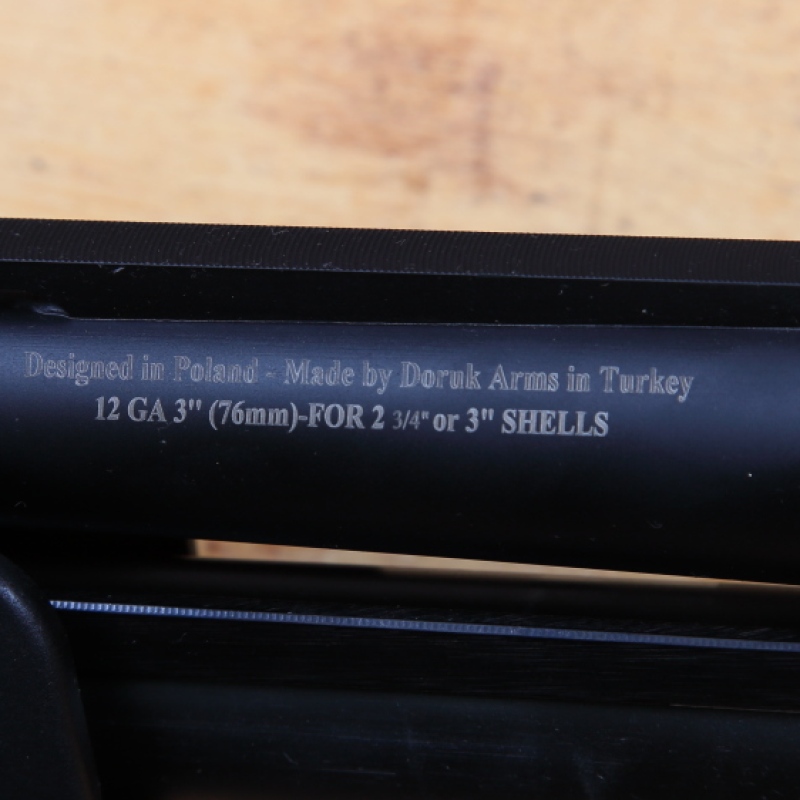 Designed in Poland - Made by Doruk Arms in Turkey
12 GA 3" (76mm)-FOR 2 3/4" or 3" SHELLS